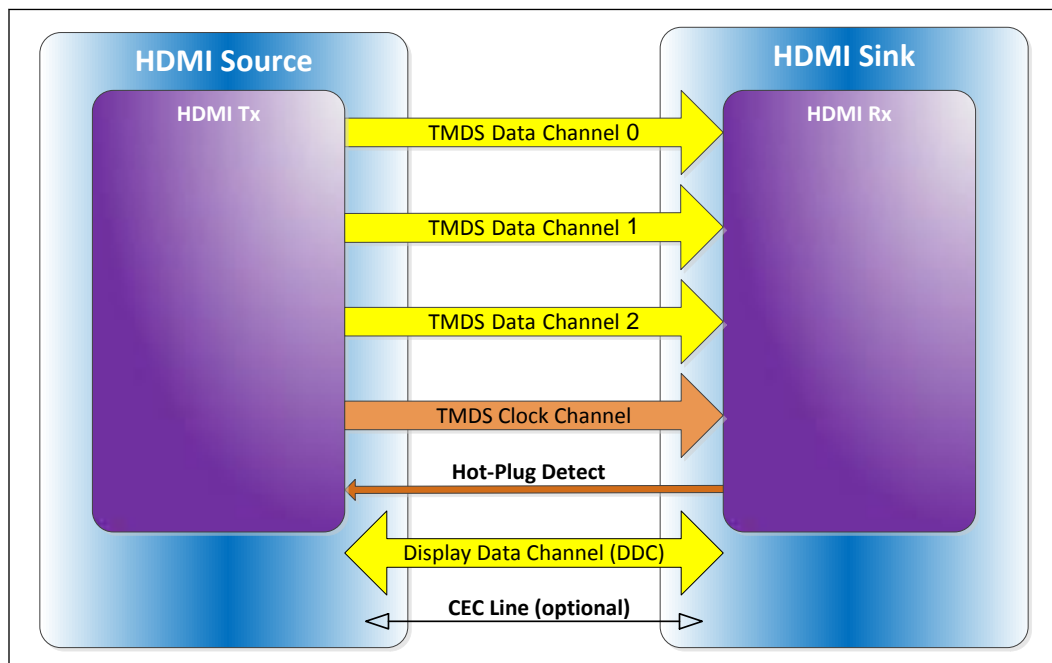 HDMI Source
HDMI Sink
HDMI Tx
HDMI Rx
TMDS Data Channel 0
TMDS Data Channel 1
TMDS Data Channel 2
TMDS Clock Channel
Hot-Plug Detect
Display Data Channel (DDC)
CEC Line (optional)